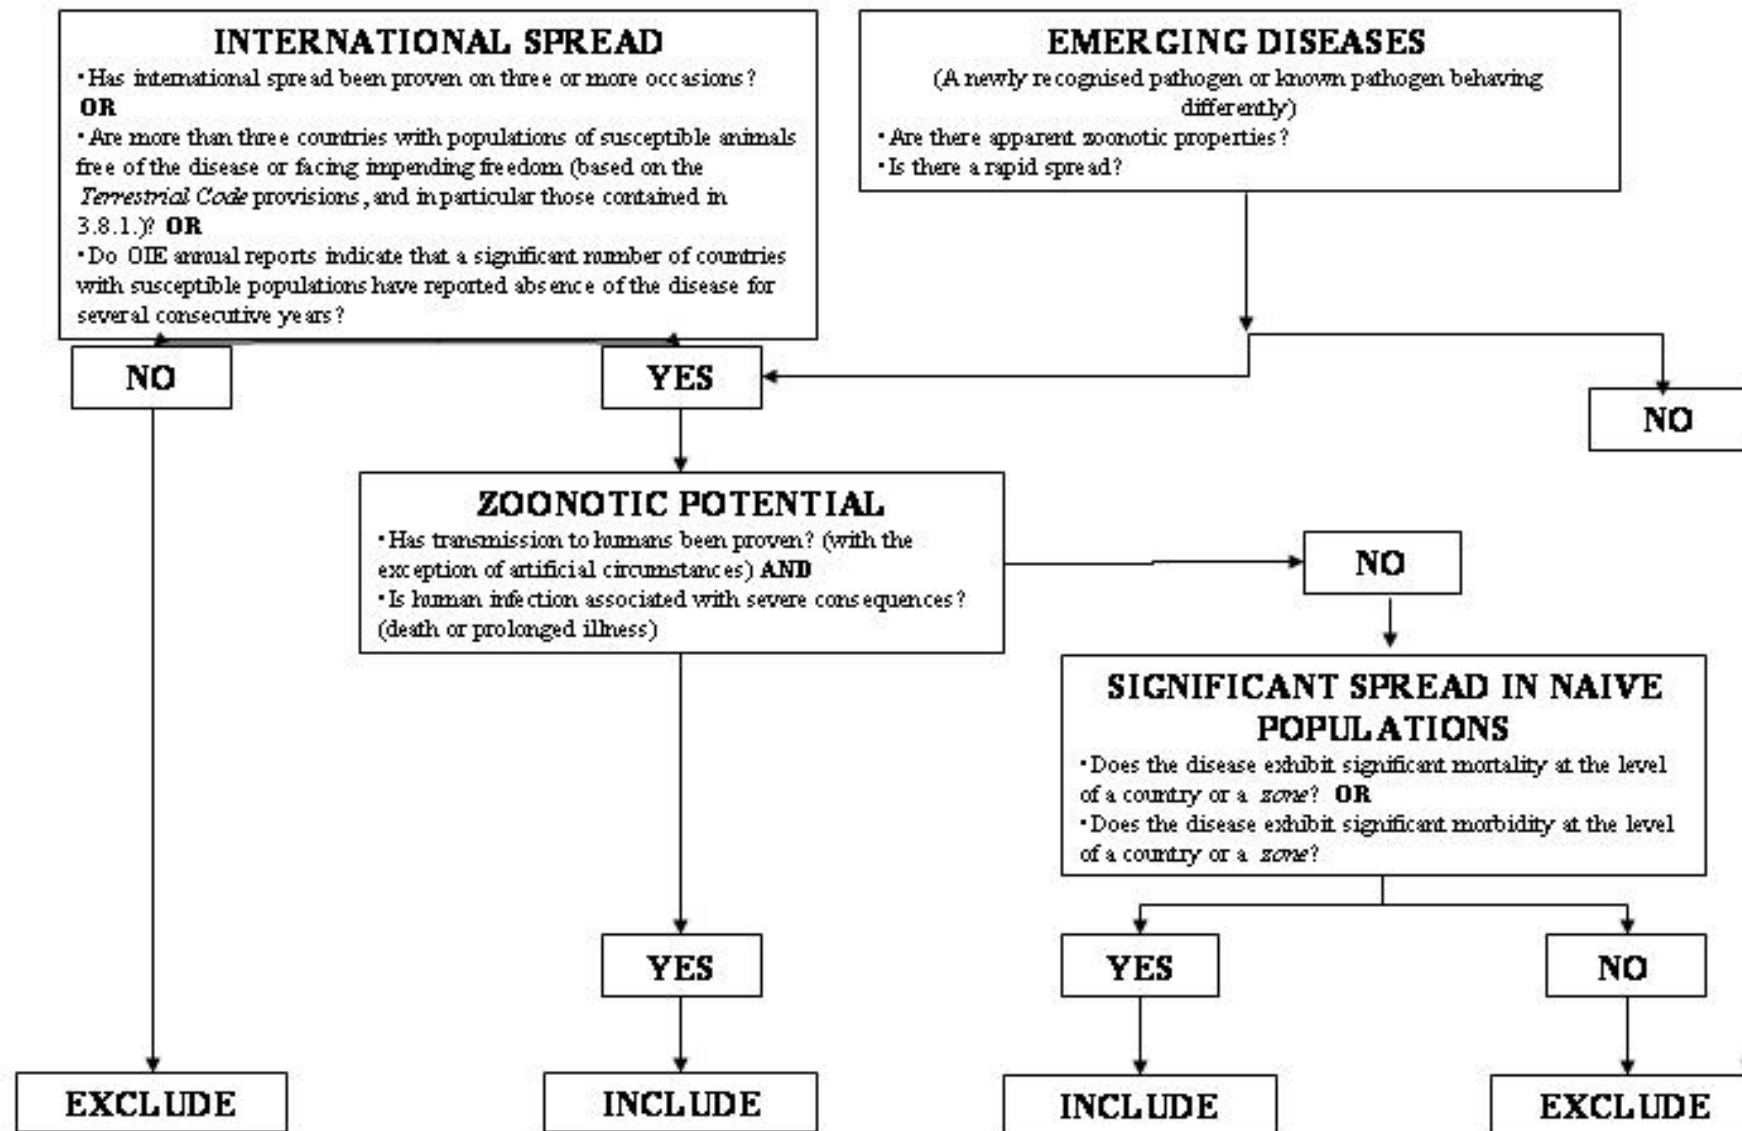 INTERNATIONAL SPREAD
•Has international spread been proven on three or more occasions?
OR
•Are more than three countries with populations of susceptible animals
free of the disease or facing impending freedom (based on the
Terrestrial Code provisions, and in particular those contained in
3.8.1.)? OR
•Do OIE annual reports indicate that a significant number of countries
with susceptible populations have reported absence of the disease for
several consecutive years?
EMERGING DISEASES
(A newly recognised pathogen or known pathogen behaving
differently)
•Are there apparent zoonotic properties?
•Is there a rapid spread?
NO
YES
NO
ZOONOTIC POTENTIAL
•Has transmission to humans been proven? (with the
exception of artificial circumstances) AND
•Is human infection associated with severe consequences?
(death or prolonged illness)
NO
SIGNIFICANT SPREAD IN NAIVE
POPULATIONS
•Does the disease exhibit significant mortality at the level
of a country or a zone? OR
•Does the disease exhibit significant morbidity at the level
of a country or a zone?
YES
YES
NO
EXCLUDE
INCLUDE
INCLUDE
EXCLUDE